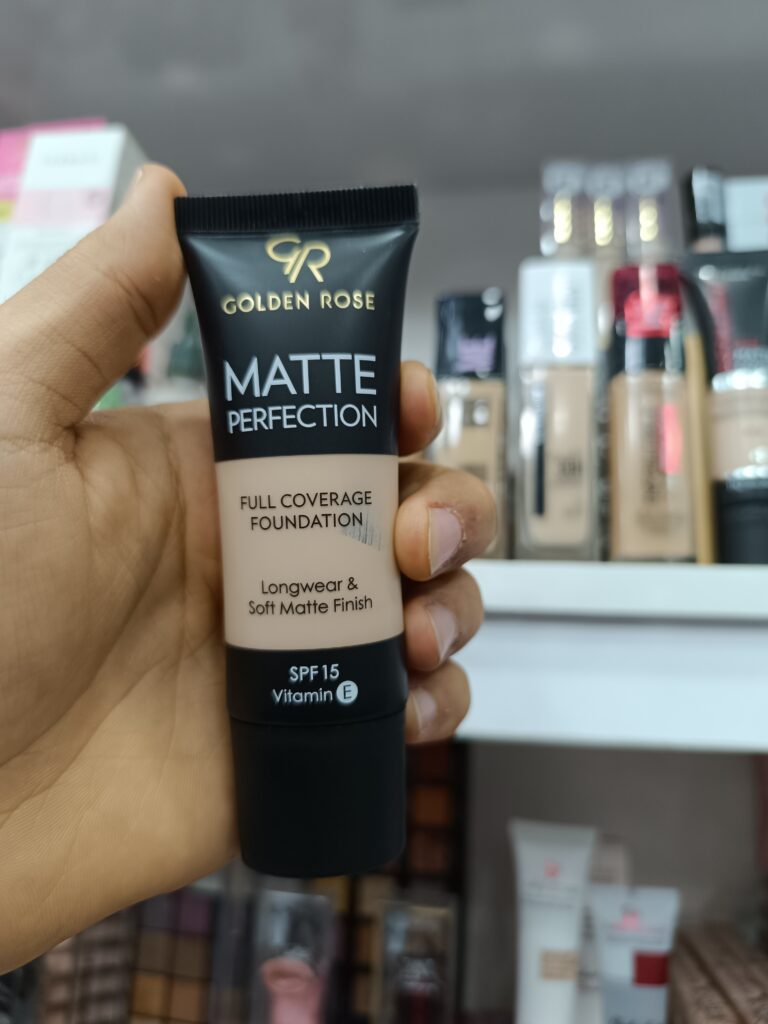 GR
GOLDEN ROSE
MATTE
PERFECTION
FULL COVERAGE
FOUNDATION
Longwear &
Soft Matte Finish
SPF 15
Vitamin E